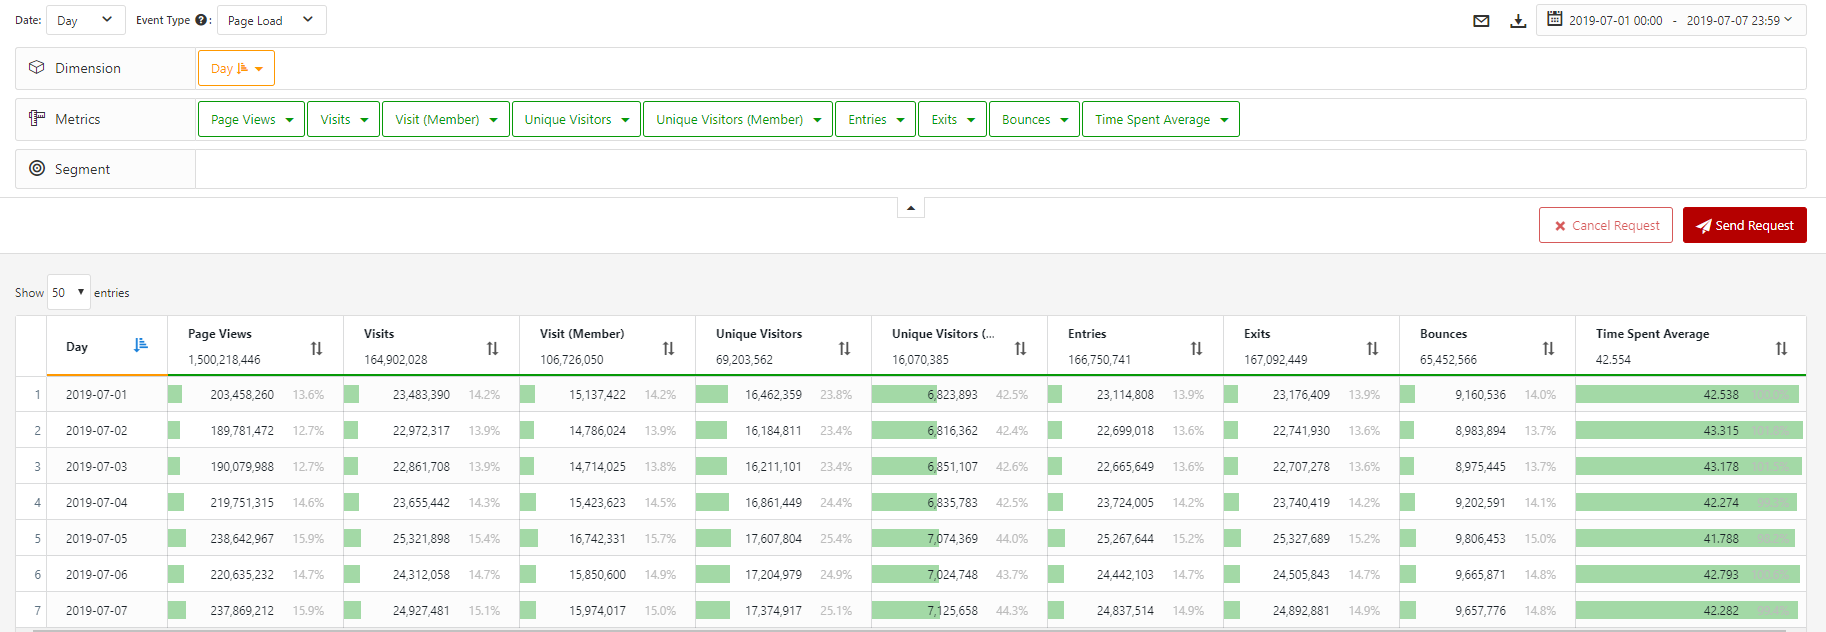 Date: Day Event Type ? : Page Load 2019-07-01 00:00 - 2019-07-07 23:59
Dimension Day
Metrics Page Views Visits Visit (Member) Unique Visitors Unique Visitors (Member) Entries Exits Bounces Time Spent Average
Segment
Cancel Request Send Request
Show 50 entries
Day Page Views Visits Visit (Member) Unique Visitors Unique Visitors (... Entries Exits Bounces Time Spent Average
1,500,218,446 164,902,028 106,726,050 69,203,562 16,070,385 166,750,741 167,092,449 65,452,566 42.554
1 2019-07-01 203,458,260 13.6% 23,483,390 14.2% 15,137,422 14.2% 16,462,359 23.8% 6,823,893 42.5% 23,114,808 13.9% 23,176,409 13.9% 9,160,536 14.0% 42.538
2 2019-07-02 189,781,472 12.7% 22,972,317 13.9% 14,786,024 13.9% 16,184,811 23.4% 6,816,362 42.4% 22,699,018 13.6% 22,741,930 13.6% 8,983,894 13.7% 43.315
3 2019-07-03 190,079,988 12.7% 22,861,708 13.9% 14,714,025 13.8% 16,211,101 23.4% 6,851,107 42.6% 22,665,649 13.6% 22,707,278 13.6% 8,975,445 13.7% 43.178
4 2019-07-04 219,751,315 14.6% 23,655,442 14.3% 15,423,623 14.5% 16,861,449 24.4% 6,835,783 42.5% 23,724,005 14.2% 23,740,419 14.2% 9,202,591 14.1% 42.274
5 2019-07-05 238,642,967 15.9% 25,321,898 15.4% 16,742,331 15.7% 17,607,804 25.4% 7,074,369 44.0% 25,267,644 15.2% 25,327,689 15.2% 9,806,453 15.0% 41.788
6 2019-07-06 220,635,232 14.7% 24,312,058 14.7% 15,850,600 14.9% 17,204,979 24.9% 7,024,748 43.7% 24,442,103 14.7% 24,505,843 14.7% 9,665,871 14.8% 42.793
7 2019-07-07 237,869,212 15.9% 24,927,481 15.1% 15,974,017 15.0% 17,374,917 25.1% 7,125,658 44.3% 24,837,514 14.9% 24,892,881 14.9% 9,657,776 14.8% 42.282